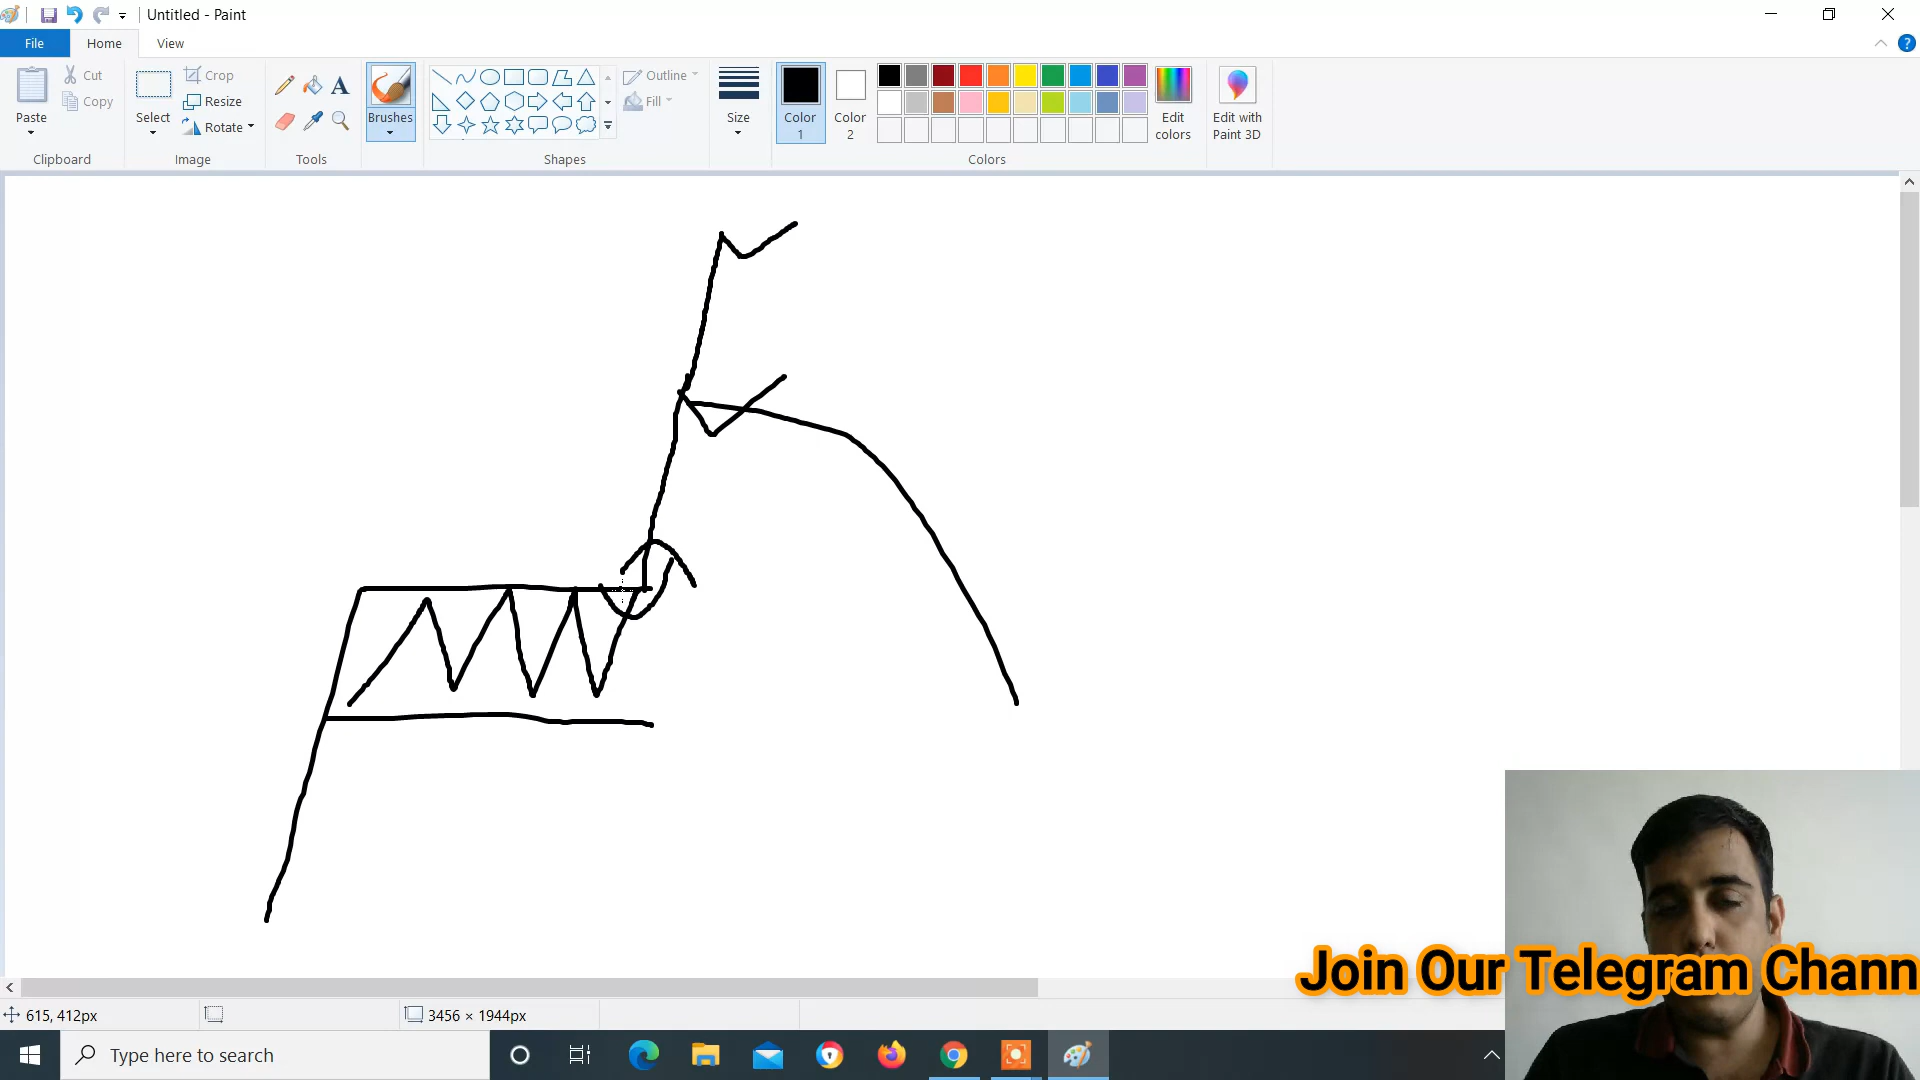 Untitled - Paint
File
Home
View
Paste
Cut
Copy
Clipboard
Select
Crop
Resize
Rotate
Image
Tools
Brushes
Outline
Fill
Shapes
Size
Color 1
Color 2
Edit colors
Colors
Edit with Paint 3D
Join Our Telegram Chann
615, 412px
3456 × 1944px
Type here to search